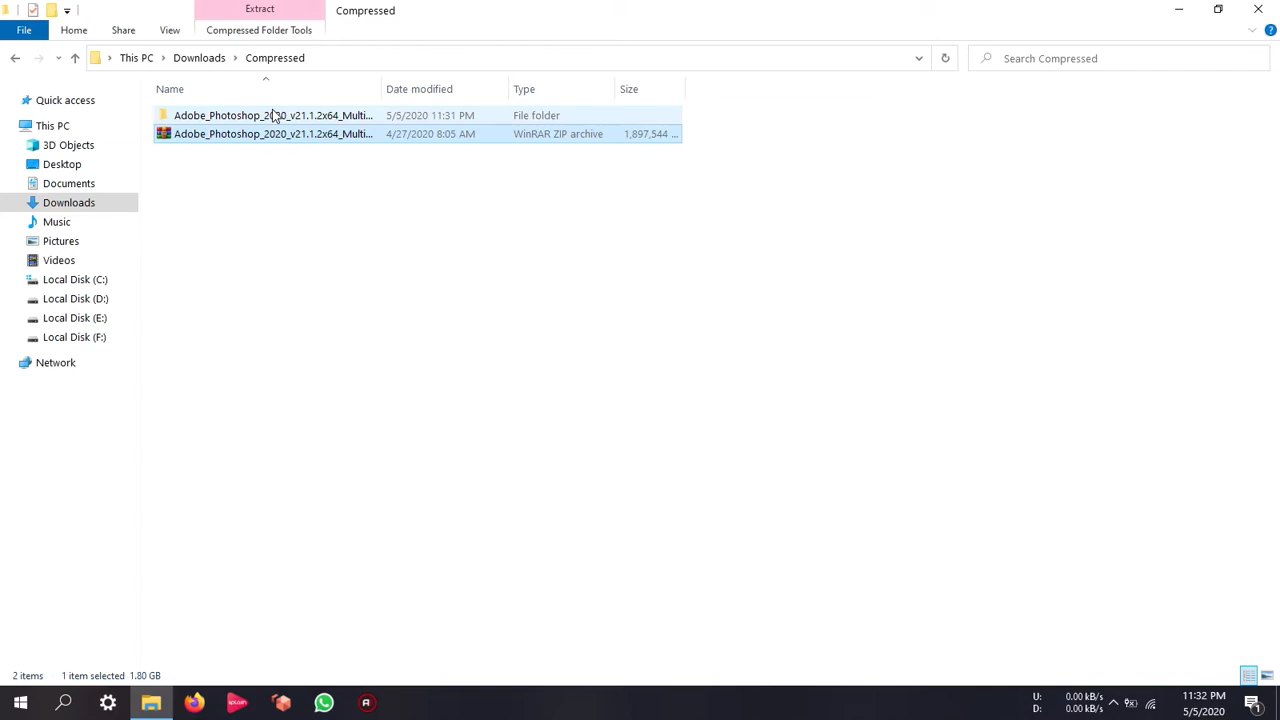 Extract
Compressed
File
Home
Share
View
Compressed Folder Tools
This PC
Downloads
Compressed
Search Compressed
Name
Date modified
Type
Size
Adobe_Photoshop_2020_v21.1.2x64_Multi...
5/5/2020 11:31 PM
File folder
Adobe_Photoshop_2020_v21.1.2x64_Multi...
4/27/2020 8:05 AM
WinRAR ZIP archive
1,897,544 ...
Quick access
This PC
3D Objects
Desktop
Documents
Downloads
Music
Pictures
Videos
Local Disk (C:)
Local Disk (D:)
Local Disk (E:)
Local Disk (F:)
Network
2 items
1 item selected
1.80 GB
U:
0.00 kB/s
D:
0.00 kB/s
11:32 PM
5/5/2020
1